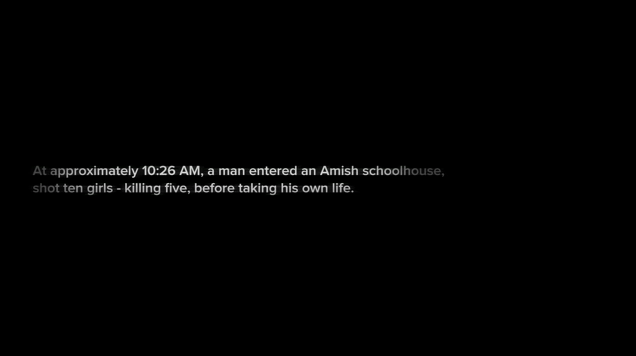 At approximately 10:26 AM, a man entered an Amish schoolhouse,
shot ten girls - killing five, before taking his own life.